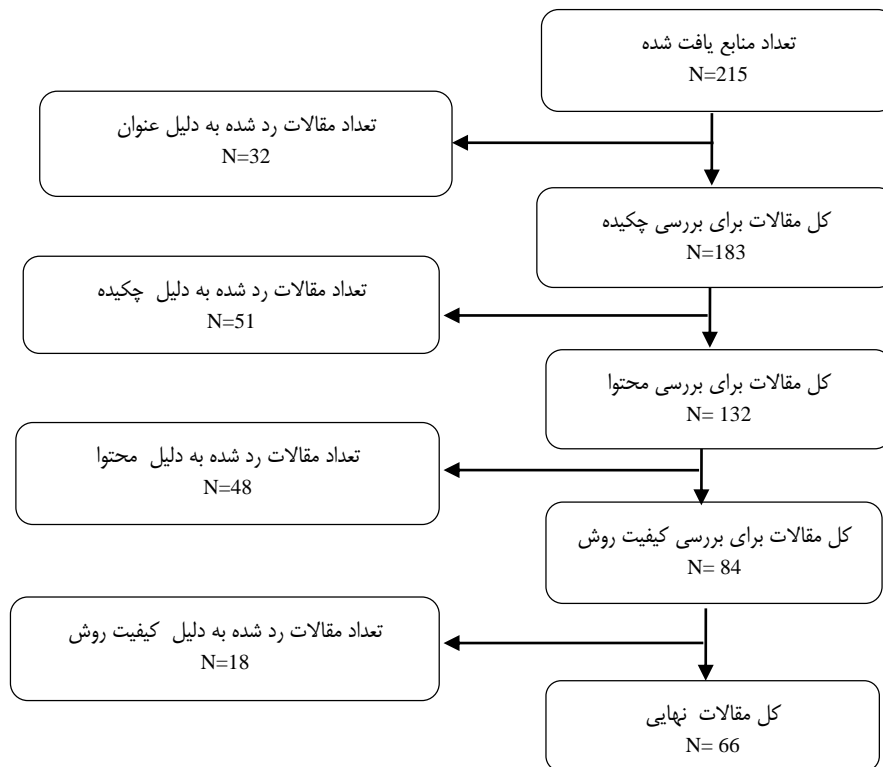 تعداد منابع یافت شده
N=215
تعداد مقالات رد شده به دلیل عنوان
N=32
کل مقالات برای بررسی چکیده
N=183
تعداد مقالات رد شده به دلیل چکیده
N=51
کل مقالات برای بررسی محتوا
N= 132
تعداد مقالات رد شده به دلیل محتوا
N=48
کل مقالات برای بررسی کیفیت روش
N= 84
تعداد مقالات رد شده به دلیل کیفیت روش
N=18
کل مقالات نهایی
N= 66